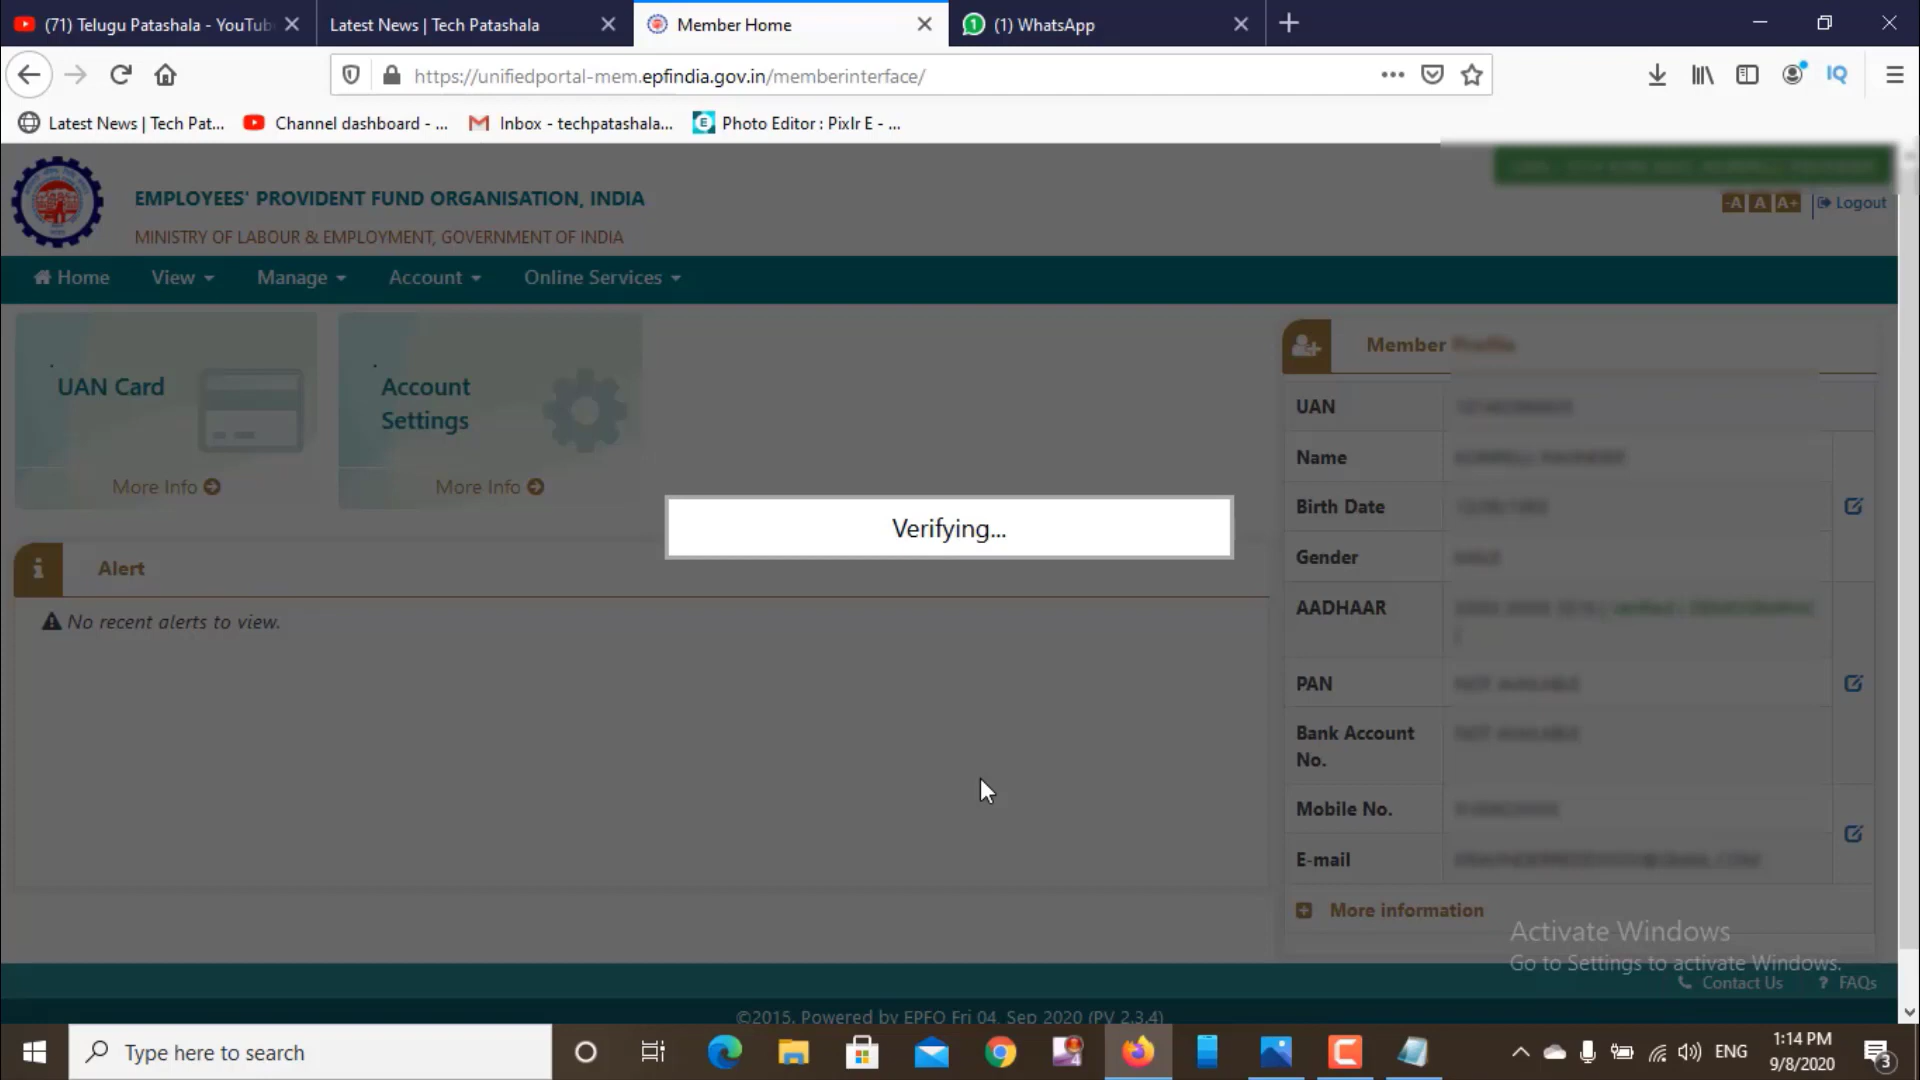 (71) Telugu Patashala - YouTub
Latest News | Tech Patashala
Member Home
(1) WhatsApp
https://unifiedportal-mem.epfindia.gov.in/memberinterface/
IQ
Latest News | Tech Pat...
Channel dashboard - ...
Inbox - techpatashala...
Photo Editor : Pixlr E - ...
EMPLOYEES' PROVIDENT FUND ORGANISATION, INDIA
MINISTRY OF LABOUR & EMPLOYMENT, GOVERNMENT OF INDIA
-A A A+
Logout
Home
View
Manage
Account
Online Services
UAN Card
More Info
Account
Settings
More Info
Verifying...
Alert
No recent alerts to view.
Member
UAN
Name
Birth Date
Gender
AADHAAR
PAN
Bank Account
No.
Mobile No.
E-mail
More information
Activate Windows
Go to Settings to activate Windows.
Contact Us
? FAQs
©2015. Powered by EPFO Fri 04, Sep 2020 (PV 2.3.4)
Type here to search
ENG
1:14 PM
9/8/2020
3